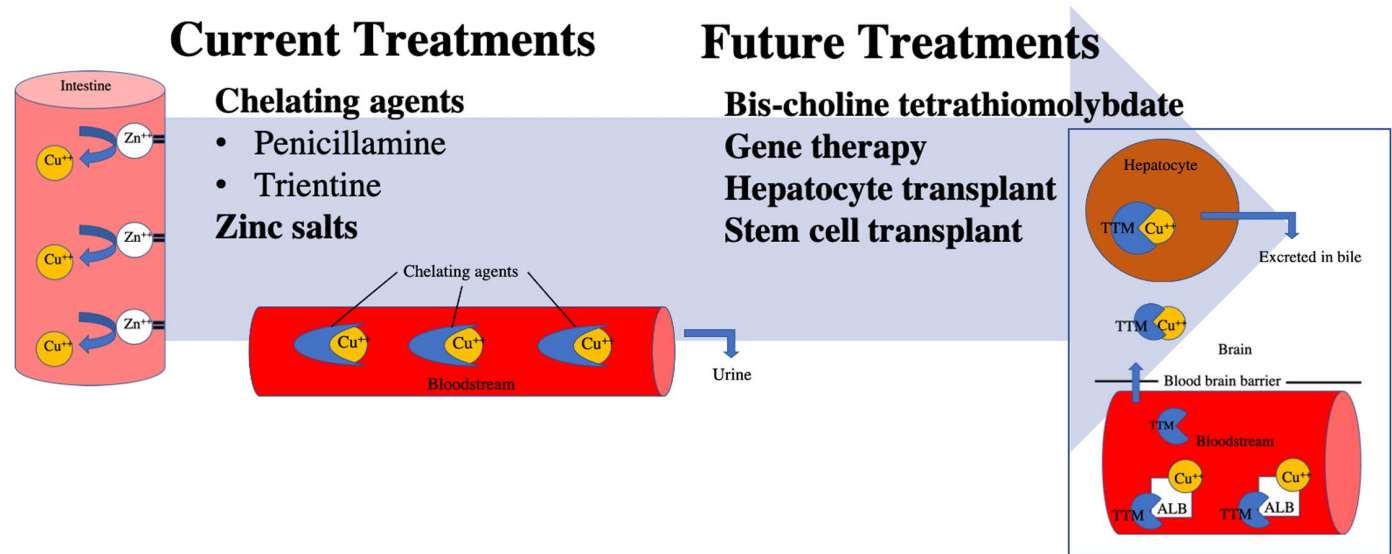 Current Treatments
Future Treatments
Intestine
Zn++
Cu++
Zn++
Cu++
Zn++
Cu++
Chelating agents
• Penicillamine
• Trientine
Zinc salts
Bis-choline tetrathiomolybdate
Gene therapy
Hepatocyte transplant
Stem cell transplant
Chelating agents
Cu++
Cu++
Cu++
Bloodstream
Urine
Hepatocyte
TTM
Cu++
Excreted in bile
TTM
Cu++
Brain
Blood brain barrier
TTM
Bloodstream
Cu++
Cu++
TTM
ALB
TTM
ALB